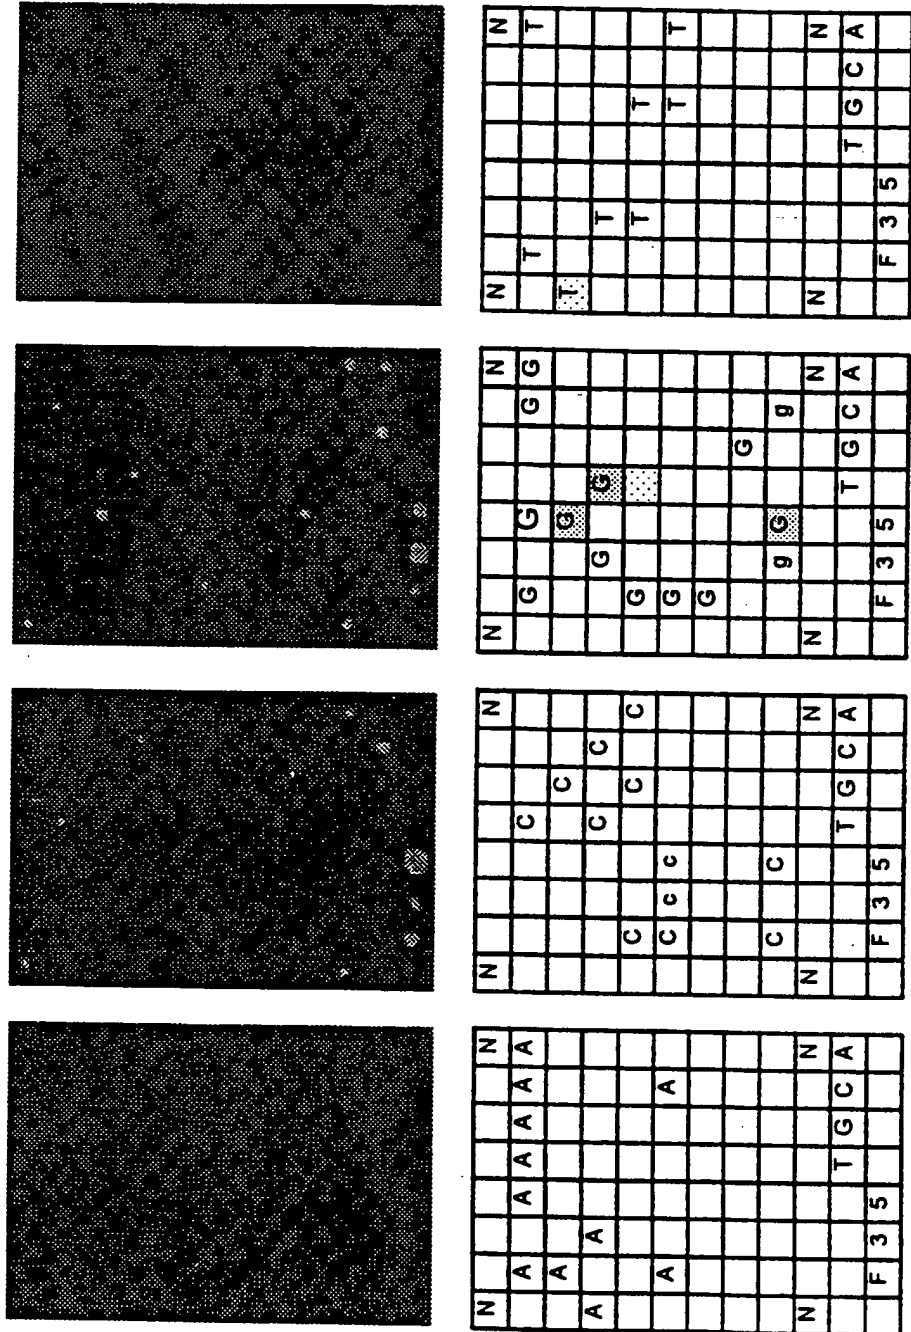 N A N
F A A A
3 A
5 A
T A
G A
C A A
A N A N
N N
F C C C
3 c
5 C c
T C C
G C C
C C
A N C N
N N
F G G G G
3 g G
5 G G G
T G
G G
C g G
A N G N
N T N
F T
3 T T
5
T
G T T
C
A N T T N